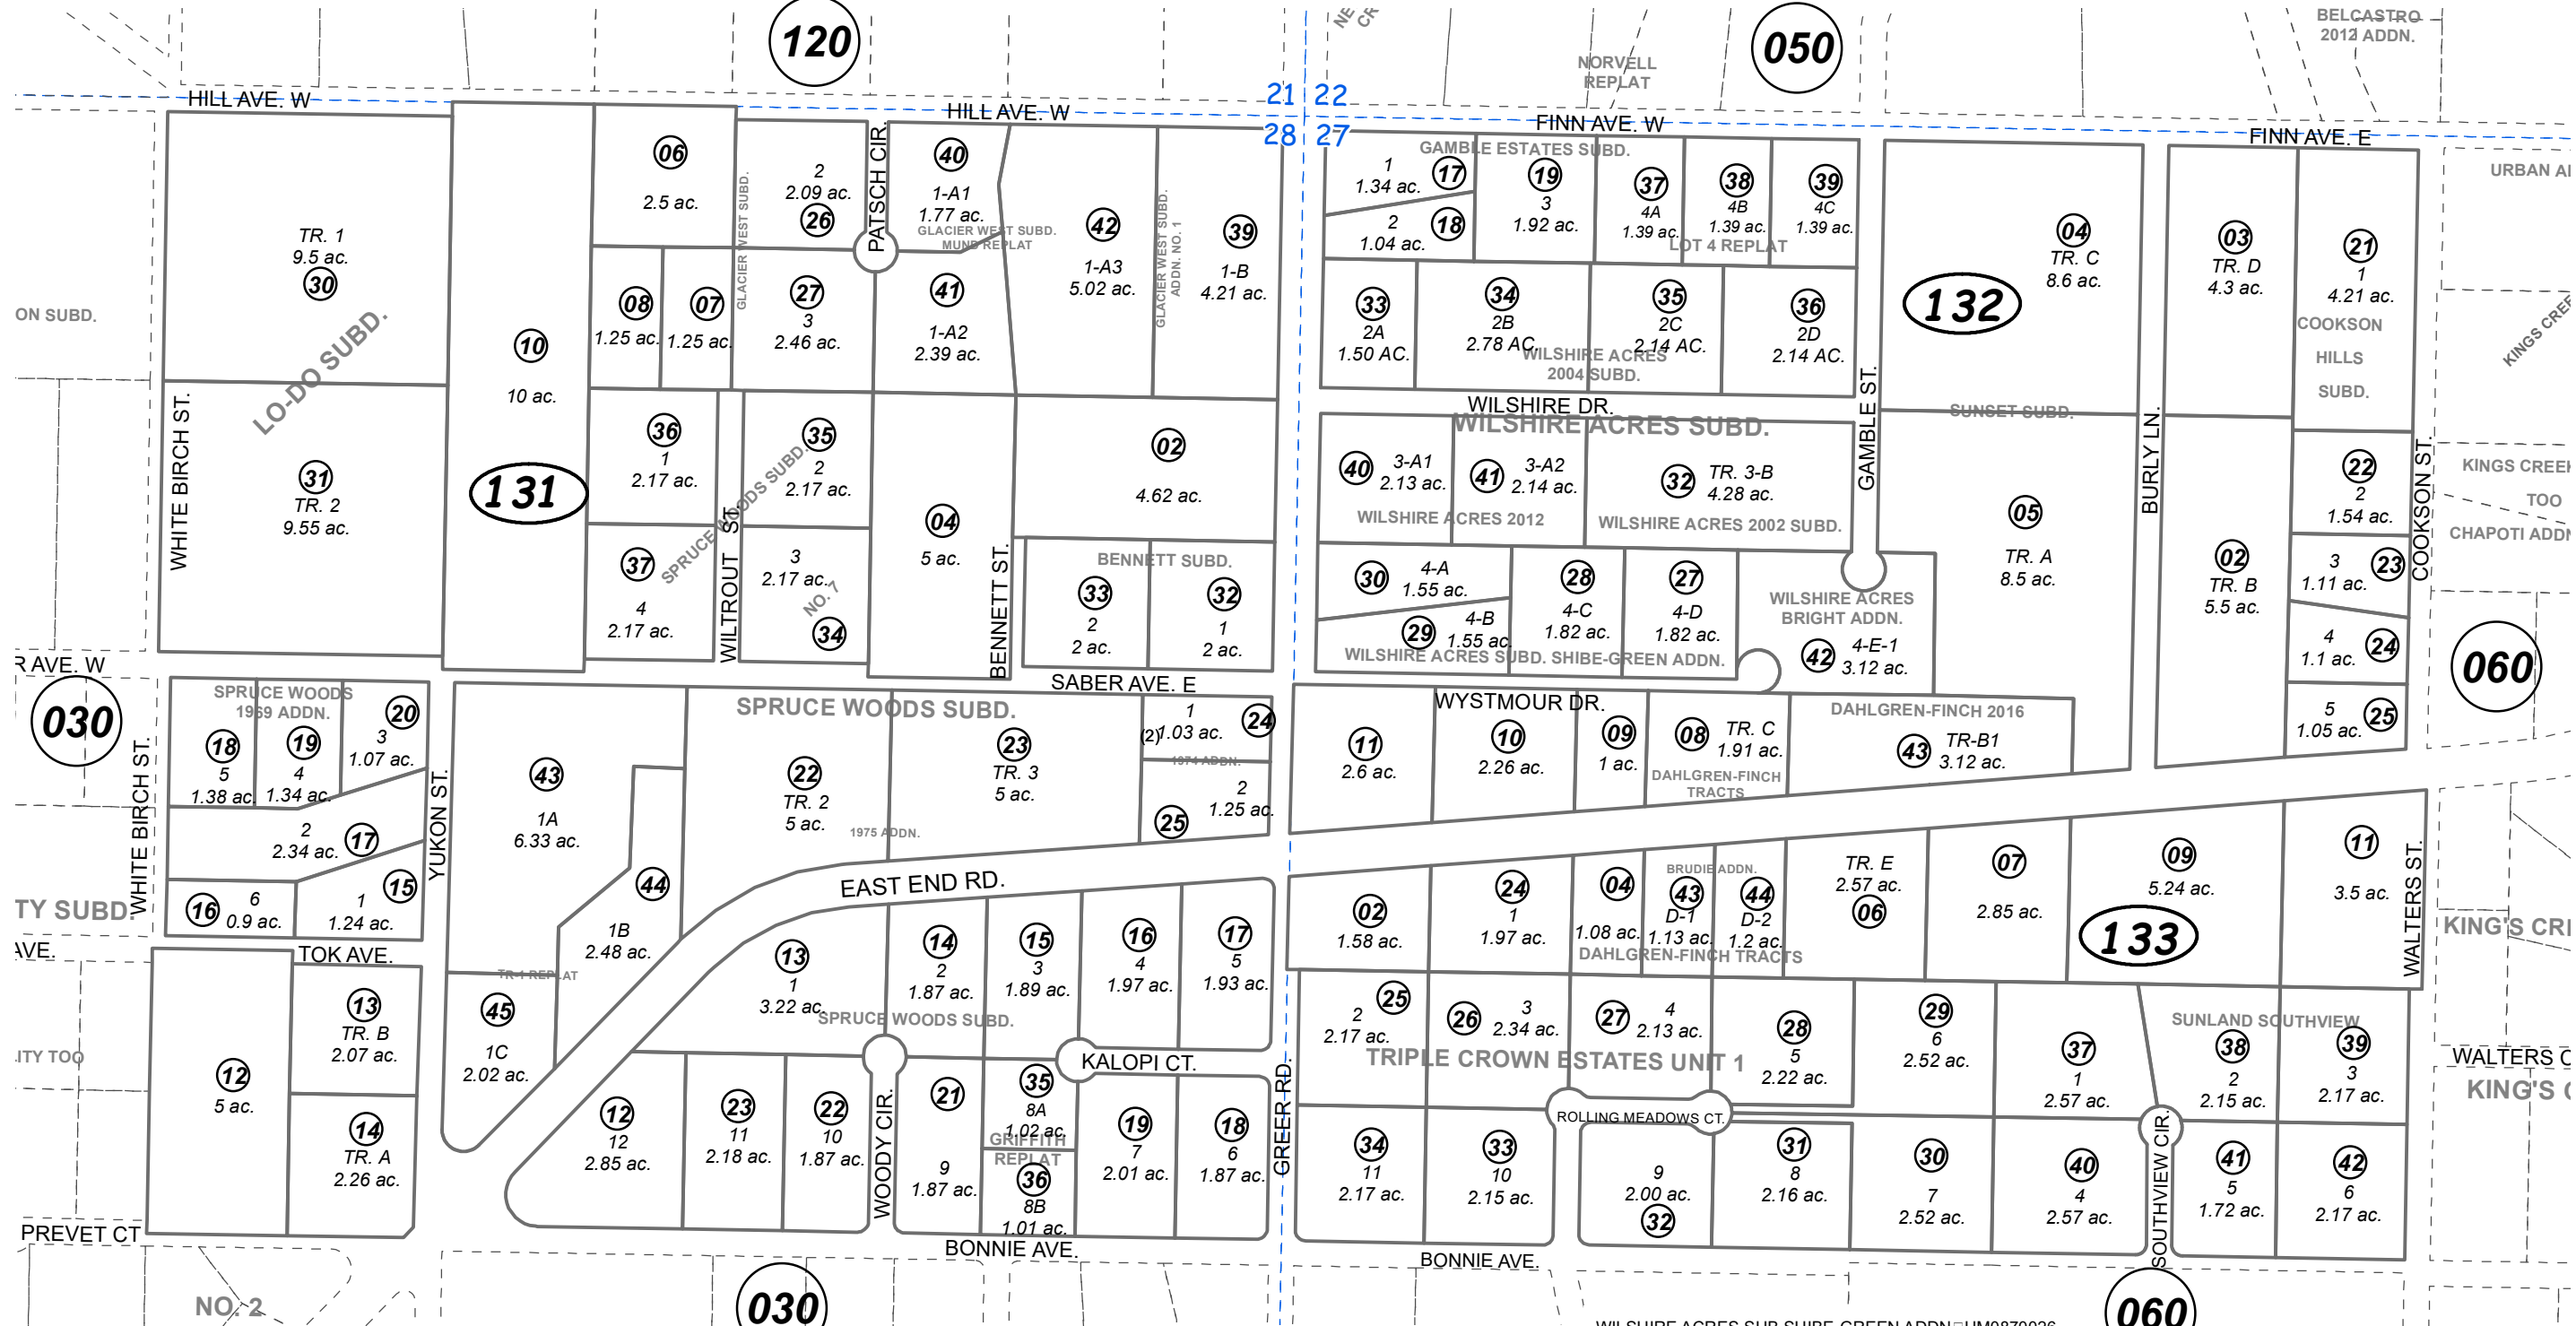 120
050
NORVELL
REPLAT
BELCASTRO
2012 ADDN.
HILL AVE. W
HILL AVE. W
21 22
28 27
FINN AVE. W
FINN AVE. E
URBAN
TR. 1
9.5 ac.
30
LO-DO SUBD.
31
TR. 2
9.55 ac.
WHITE BIRCH ST.
ON SUBD.
10
10 ac.
131
06
2.5 ac.
08
1.25 ac.
07
1.25 ac.
GLACIER WEST SUBD.
2
2.09 ac.
26
27
3
2.46 ac.
PATSCH CIR.
40
1-A1
1.77 ac.
GLACIER WEST SUBD.
MUND REPLAT
41
1-A2
2.39 ac.
42
1-A3
5.02 ac.
GLACIER WEST SUBD.
ADDN. NO. 1
39
1-B
4.21 ac.
36
1
2.17 ac.
35
2
2.17 ac.
37
4
2.17 ac.
3
2.17 ac.
34
SPRUCE WOODS SUBD.
NO. 7
WILTROUT ST.
04
5 ac.
BENNETT ST.
02
4.62 ac.
BENNETT SUBD.
33
2
2 ac.
32
1
2 ac.
GAMBLE ESTATES SUBD.
1
1.34 ac.
17
2
1.04 ac.
18
19
3
1.92 ac.
37
4A
1.39 ac.
38
4B
1.39 ac.
39
4C
1.39 ac.
LOT 4 REPLAT
33
2A
1.50 AC.
34
2B
2.78 AC.
35
2C
2.14 AC.
36
2D
2.14 AC.
WILSHIRE ACRES
2004 SUBD.
WILSHIRE DR.
WILSHIRE ACRES SUBD.
GAMBLE ST.
40
3-A1
2.13 ac.
41
3-A2
2.14 ac.
32
TR. 3-B
4.28 ac.
WILSHIRE ACRES 2012
WILSHIRE ACRES 2002 SUBD.
30
4-A
1.55 ac.
29
4-B
1.55 ac.
28
4-C
1.82 ac.
27
4-D
1.82 ac.
WILSHIRE ACRES
BRIGHT ADDN.
42
4-E-1
3.12 ac.
WILSHIRE ACRES SUBD. SHIBE-GREEN ADDN.
04
TR. C
8.6 ac.
132
SUNSET SUBD.
05
TR. A
8.5 ac.
BURLY LN.
03
TR. D
4.3 ac.
02
TR. B
5.5 ac.
21
1
4.21 ac.
COOKSON
HILLS
SUBD.
22
2
1.54 ac.
3
1.11 ac.
23
4
1.1 ac.
24
5
1.05 ac.
25
COOKSON ST.
KINGS CREEK
TOO
CHAPOTI ADDN
060
R AVE. W
030
SPRUCE WOODS
1969 ADDN.
18
5
1.38 ac.
19
4
1.34 ac.
20
3
1.07 ac.
2
2.34 ac.
17
16
6
0.9 ac.
1
1.24 ac.
15
WHITE BIRCH ST.
YUKON ST.
TY SUBD.
AVE.
TOK AVE.
12
5 ac.
13
TR. B
2.07 ac.
14
TR. A
2.26 ac.
LITY TOO
PREVET CT
NO. 2
SABER AVE. E
SPRUCE WOODS SUBD.
43
1A
6.33 ac.
44
1B
2.48 ac.
TR-1 REPLAT
45
1C
2.02 ac.
22
TR. 2
5 ac.
1975 ADDN.
23
TR. 3
5 ac.
1
(2)
1.03 ac.
24
1974 ADDN.
2
1.25 ac.
25
EAST END RD.
13
1
3.22 ac.
SPRUCE WOODS SUBD.
14
2
1.87 ac.
15
3
1.89 ac.
16
4
1.97 ac.
17
5
1.93 ac.
KALOPI CT.
12
12
2.85 ac.
23
11
2.18 ac.
22
10
1.87 ac.
WOODY CIR.
21
9
1.87 ac.
35
8A
1.02 ac.
GRIFFITH
REPLAT
36
8B
1.01 ac.
19
7
2.01 ac.
18
6
1.87 ac.
GREER RD.
BONNIE AVE.
030
WYSTMOUR DR.
11
2.6 ac.
10
2.26 ac.
09
1 ac.
08
TR. C
1.91 ac.
DAHLGREN-FINCH
TRACTS
DAHLGREN-FINCH 2016
43
TR-B1
3.12 ac.
02
1.58 ac.
24
1
1.97 ac.
04
1.08 ac.
BRUDIE ADDN.
43
D-1
1.13 ac.
44
D-2
1.2 ac.
DAHLGREN-FINCH TRACTS
TR. E
2.57 ac.
06
07
2.85 ac.
09
5.24 ac.
133
11
3.5 ac.
WALTERS ST.
KING'S CRE
2
2.17 ac.
25
26
3
2.34 ac.
27
4
2.13 ac.
TRIPLE CROWN ESTATES UNIT 1
28
5
2.22 ac.
29
6
2.52 ac.
37
1
2.57 ac.
SUNLAND SOUTHVIEW
38
2
2.15 ac.
39
3
2.17 ac.
WALTERS C
KING'S
ROLLING MEADOWS CT.
34
11
2.17 ac.
33
10
2.15 ac.
9
2.00 ac.
32
31
8
2.16 ac.
30
7
2.52 ac.
40
4
2.57 ac.
SOUTHVIEW CIR.
41
5
1.72 ac.
42
6
2.17 ac.
BONNIE AVE.
060